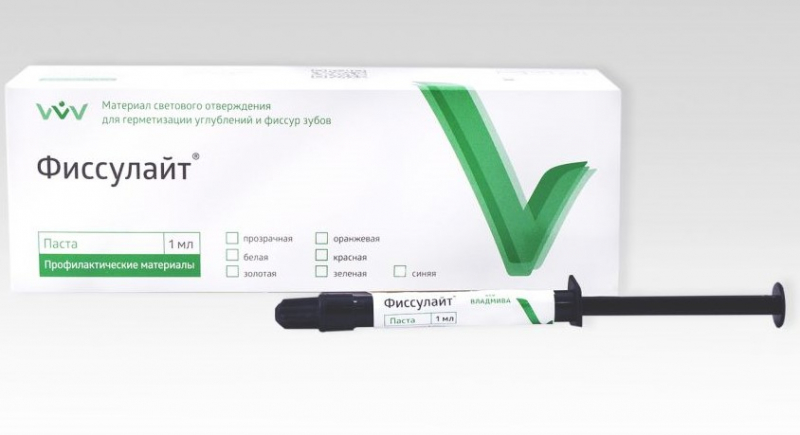 Материал светового отверждения
для герметизации углублений и фиссур зубов
Фиссулайт®
Паста 1 мл
Профилактические материалы
прозрачная оранжевая
белая красная
золотая зеленая синяя
Фиссулайт®
ВЛАДМИВА
Паста 1 мл